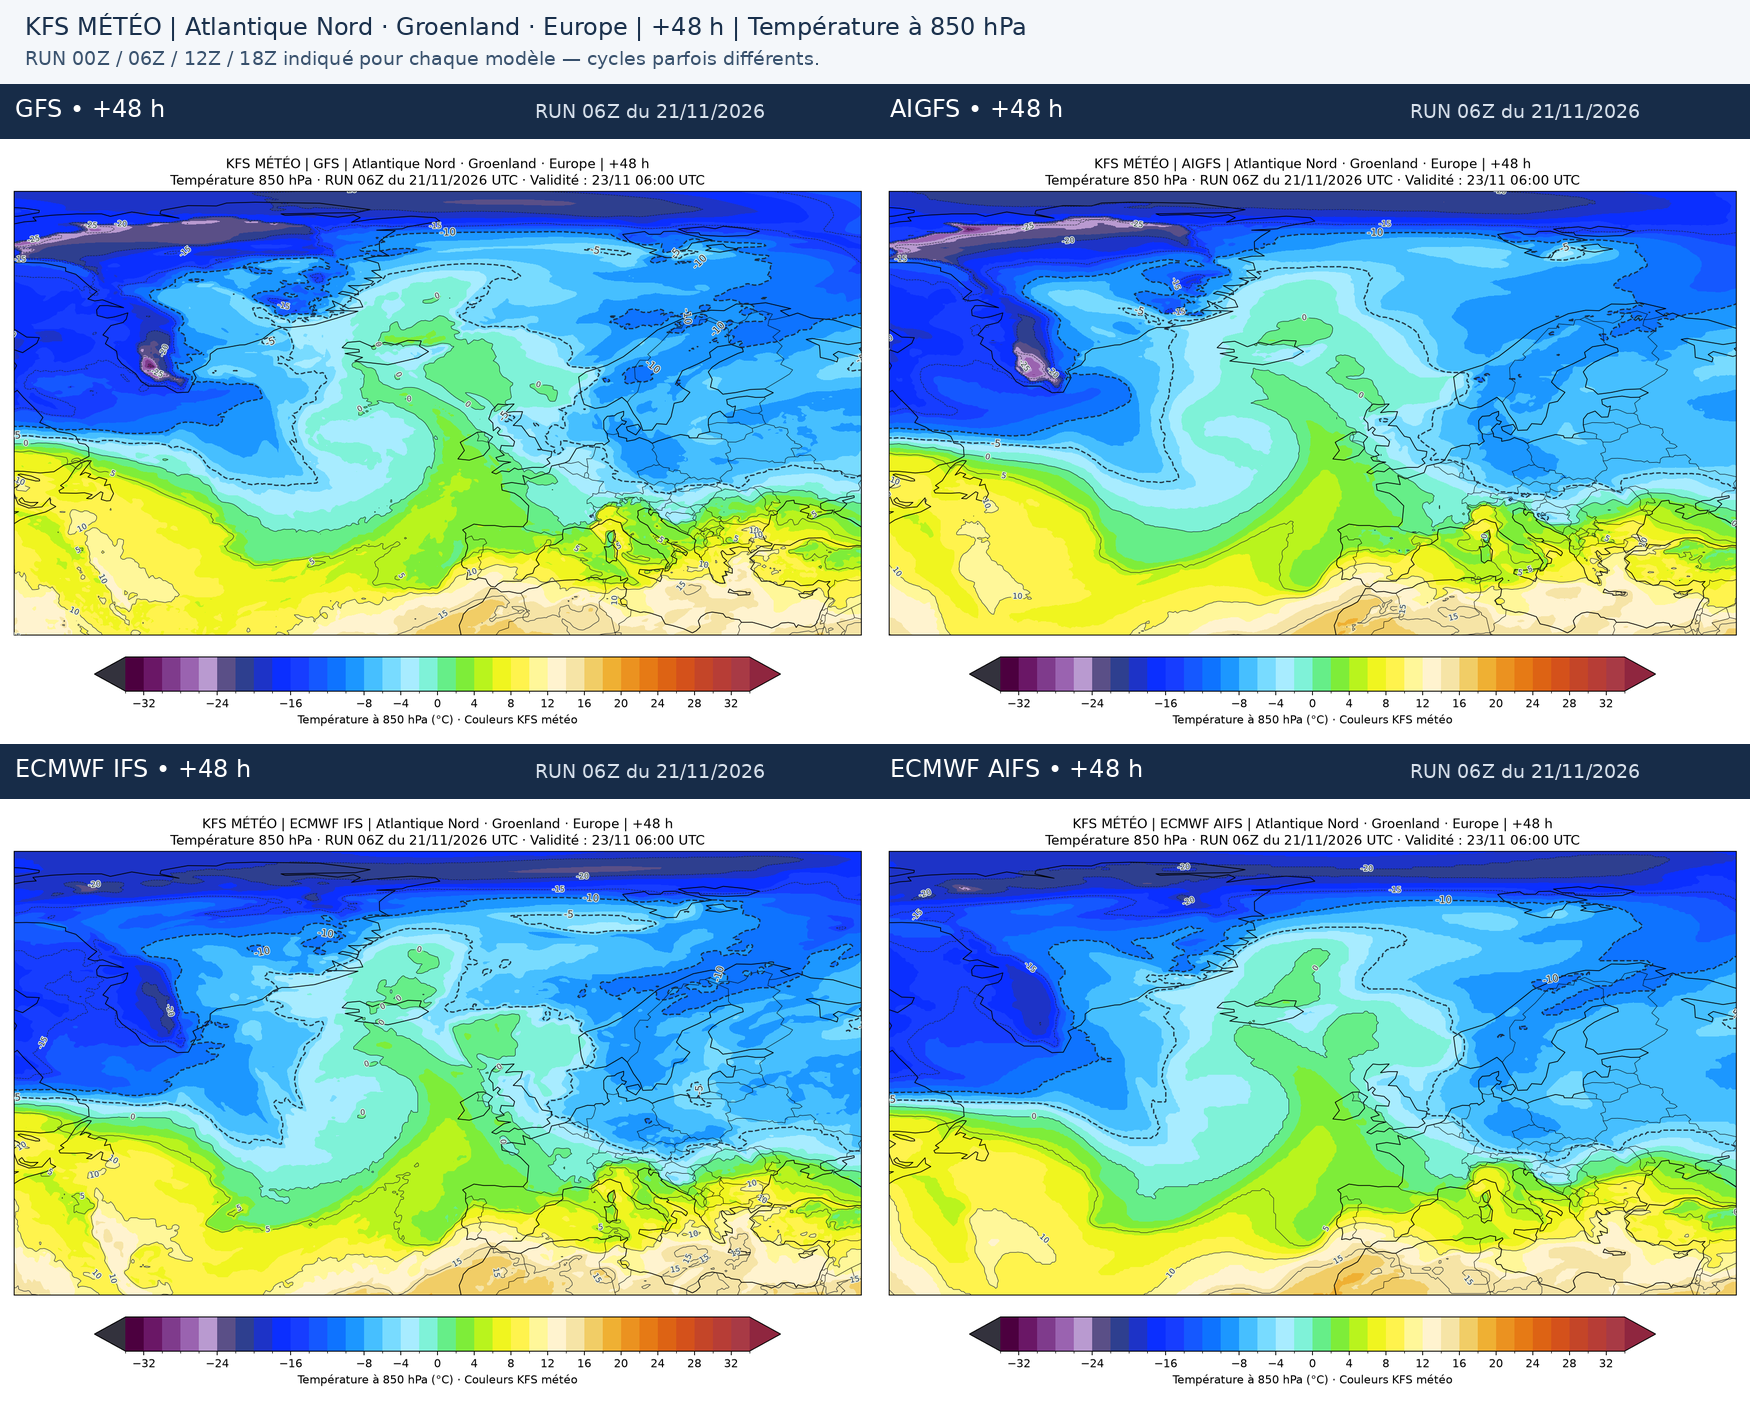 KFS MÉTÉO | Atlantique Nord · Groenland · Europe | +48 h | Température à 850 hPa
RUN 00Z / 06Z / 12Z / 18Z indiqué pour chaque modèle — cycles parfois différents.
GFS • +48 h
RUN 06Z du 21/11/2026
AIGFS • +48 h
RUN 06Z du 21/11/2026
KFS MÉTÉO | GFS | Atlantique Nord · Groenland · Europe | +48 h
Température 850 hPa · RUN 06Z du 21/11/2026 UTC · Validité : 23/11 06:00 UTC
KFS MÉTÉO | AIGFS | Atlantique Nord · Groenland · Europe | +48 h
Température 850 hPa · RUN 06Z du 21/11/2026 UTC · Validité : 23/11 06:00 UTC
−32 −24 −16 −8 −4 0 4 8 12 16 20 24 28 32
Température à 850 hPa (°C) · Couleurs KFS météo
−32 −24 −16 −8 −4 0 4 8 12 16 20 24 28 32
Température à 850 hPa (°C) · Couleurs KFS météo
ECMWF IFS • +48 h
RUN 06Z du 21/11/2026
ECMWF AIFS • +48 h
RUN 06Z du 21/11/2026
KFS MÉTÉO | ECMWF IFS | Atlantique Nord · Groenland · Europe | +48 h
Température 850 hPa · RUN 06Z du 21/11/2026 UTC · Validité : 23/11 06:00 UTC
KFS MÉTÉO | ECMWF AIFS | Atlantique Nord · Groenland · Europe | +48 h
Température 850 hPa · RUN 06Z du 21/11/2026 UTC · Validité : 23/11 06:00 UTC
−32 −24 −16 −8 −4 0 4 8 12 16 20 24 28 32
Température à 850 hPa (°C) · Couleurs KFS météo
−32 −24 −16 −8 −4 0 4 8 12 16 20 24 28 32
Température à 850 hPa (°C) · Couleurs KFS météo